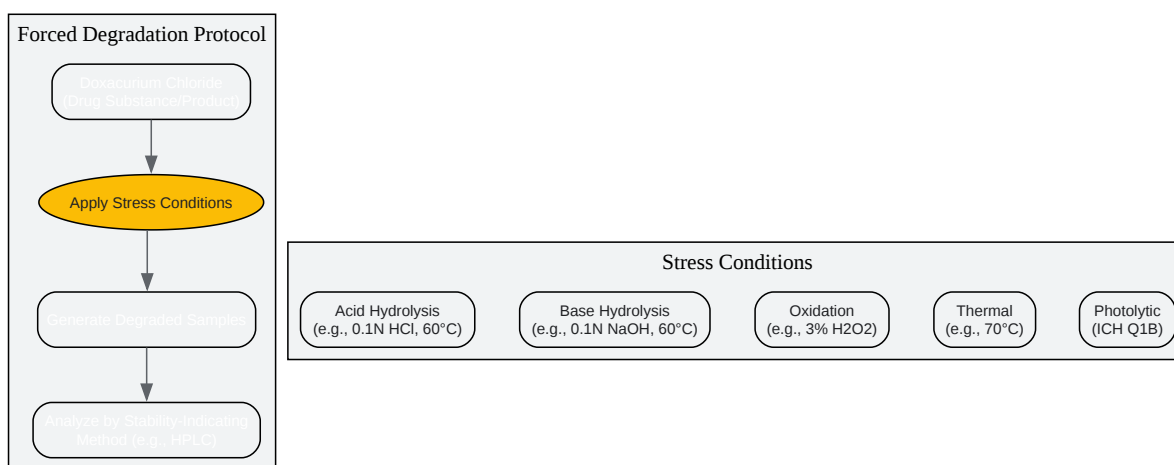 Forced Degradation Protocol
Doxacurium Chloride
(Drug Substance/Product)
Apply Stress Conditions
Generate Degraded Samples
Analyze by Stability-Indicating
Method (e.g., HPLC)
Stress Conditions
Acid Hydrolysis
(e.g., 0.1N HCl, 60°C)
Base Hydrolysis
(e.g., 0.1N NaOH, 60°C)
Oxidation
(e.g., 3% H2O2)
Thermal
(e.g., 70°C)
Photolytic
(ICH Q1B)